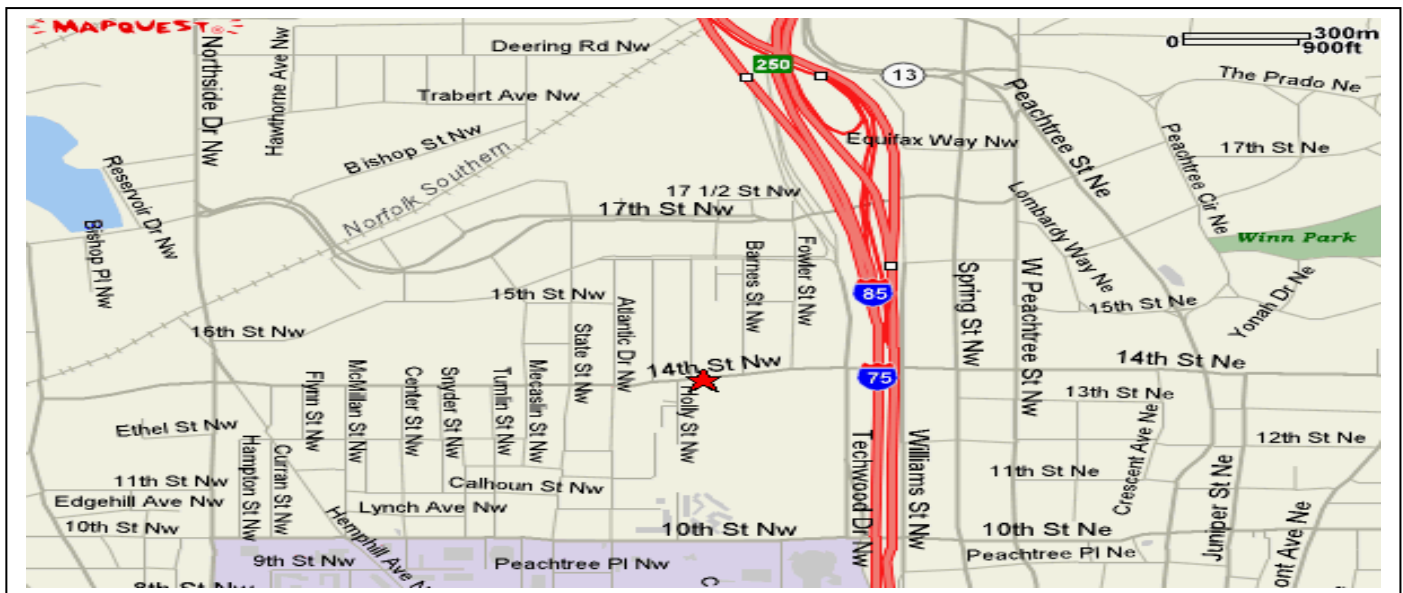 MAPQUEST®
Deering Rd Nw
250
13
0 300m
900ft
The Prado Ne
Northside Dr Nw
Hawthorne Ave Nw
Trabert Ave Nw
Bishop St Nw
Norfolk Southern
Equifax Way Nw
Peachtree St Ne
Peachtree Cir Ne
17th St Ne
Reservoir Dr Nw
Bishop Pl Nw
17 1/2 St Nw
17th St Nw
Lombardy Way Ne
Winn Park
Barnes St Nw
Fowler St Nw
Spring St Nw
W Peachtree St Nw
15th St Nw
85
15th St Ne
Yonah Dr Ne
16th St Nw
State St Nw
Atlantic Dr Nw
14th St Nw
75
14th St Ne
Flynn St Nw
McMillan St Nw
Center St Nw
Snyder St Nw
Tumlin St Nw
Mecaslin St Nw
Holly St Nw
13th St Ne
Crescent Ave Ne
Ethel St Nw
Hampton St Nw
Curran St Nw
Techwood Dr Nw
Williams St Nw
12th St Ne
11th St Nw
Calhoun St Nw
11th St Ne
Juniper St Ne
Edgehill Ave Nw
Lynch Ave Nw
Hemphill Ave
10th St Nw
10th St Nw
10th St Ne
9th St Nw
Peachtree Pl Nw
Peachtree Pl Ne
ont Ave Ne
8th St Nw